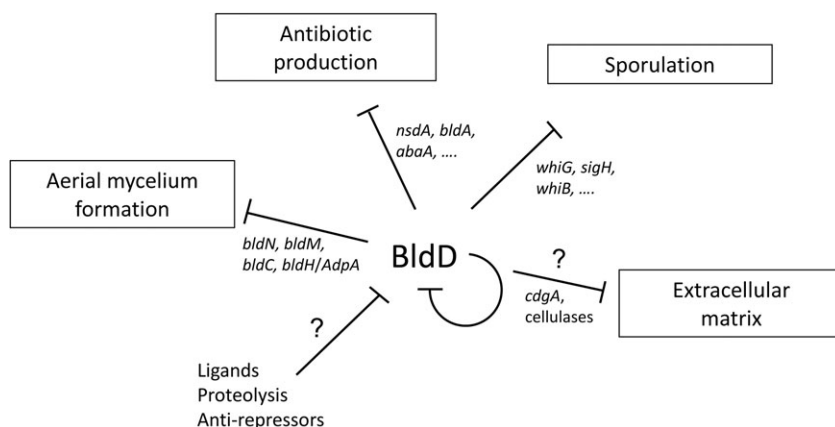 Antibiotic
production
Sporulation
nsdA, bldA,
abaA, ....
whiG, sigH,
whiB, ....
Aerial mycelium
formation
bldN, bldM,
bldC, bldH/AdpA
BldD
?
cdgA,
cellulases
Extracellular
matrix
?
Ligands
Proteolysis
Anti-repressors